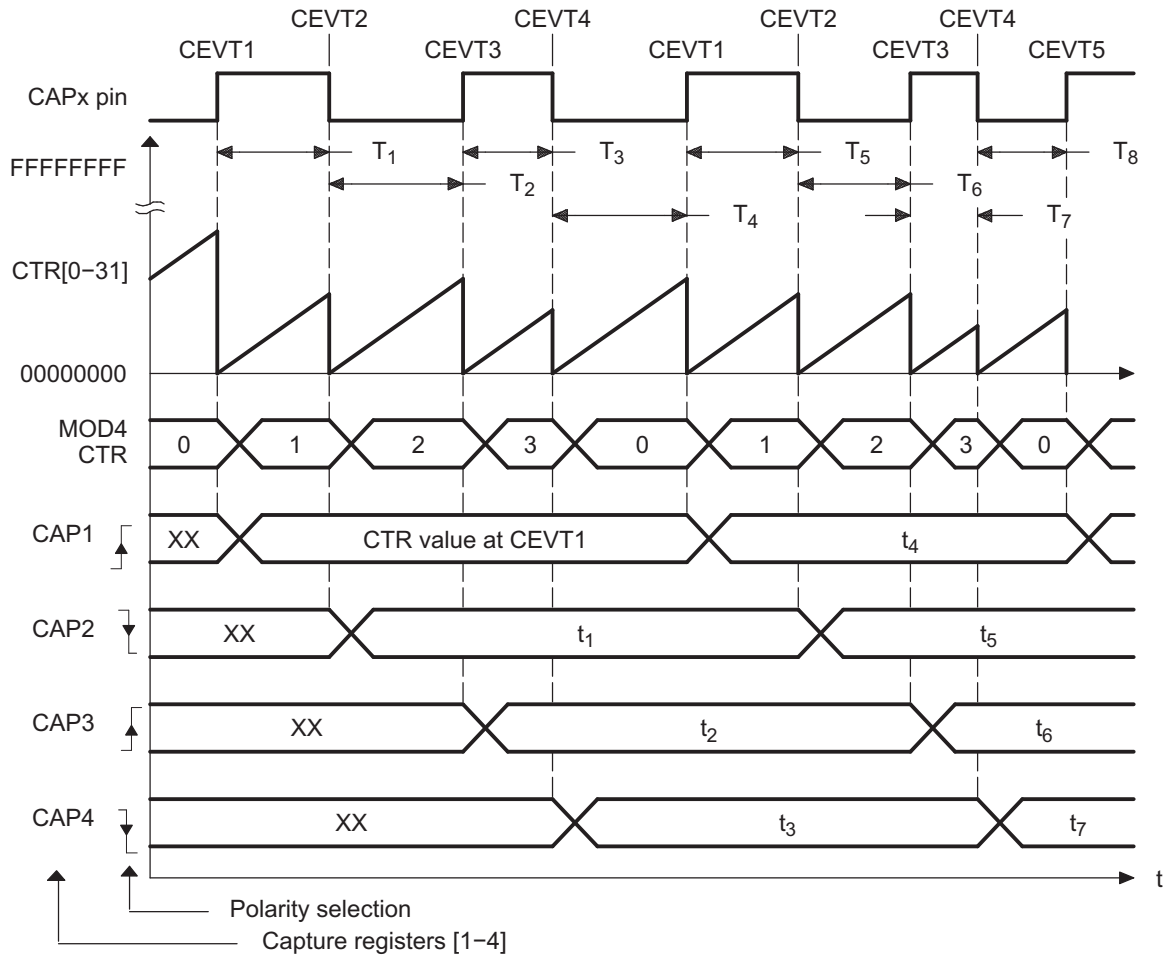 CEVT2 CEVT4 CEVT2 CEVT4
CEVT1 CEVT3 CEVT1 CEVT3 CEVT5
CAPx pin
T₁ T₃ T₅ T₈
FFFFFFFF
T₂ T₆
T₄ T₇
CTR[0−31]
00000000
MOD4
CTR
0 1 2 3 0 1 2 3 0
CAP1 XX CTR value at CEVT1 t₄
CAP2 XX t₁ t₅
CAP3 XX t₂ t₆
CAP4 XX t₃ t₇
t
Polarity selection
Capture registers [1−4]